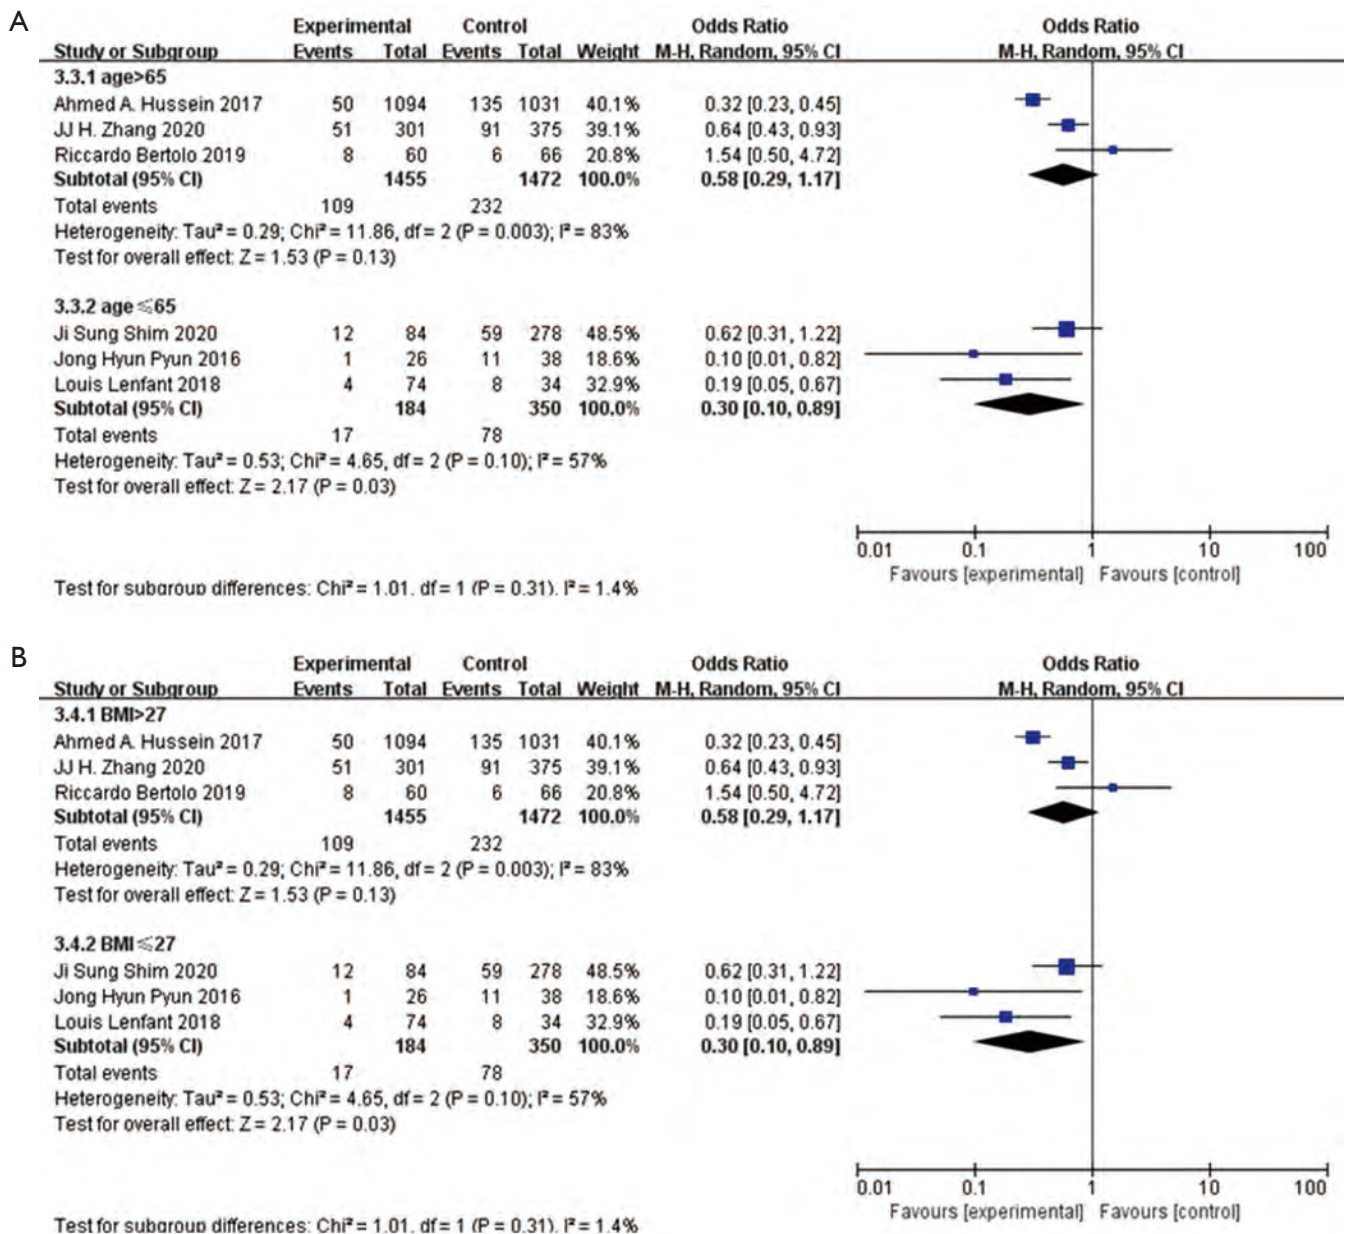 A
Experimental Control Odds Ratio Odds Ratio
Study or Subgroup Events Total Events Total Weight M-H, Random, 95% CI M-H, Random, 95% CI
3.3.1 age>65
Ahmed A. Hussein 2017 50 1094 135 1031 40.1% 0.32 [0.23, 0.45]
JJ H. Zhang 2020 51 301 91 375 39.1% 0.64 [0.43, 0.93]
Riccardo Bertolo 2019 8 60 6 66 20.8% 1.54 [0.50, 4.72]
Subtotal (95% CI) 1455 1472 100.0% 0.58 [0.29, 1.17]
Total events 109 232
Heterogeneity: Tau² = 0.29; Chi² = 11.86, df = 2 (P = 0.003); I² = 83%
Test for overall effect: Z = 1.53 (P = 0.13)
3.3.2 age ≤65
Ji Sung Shim 2020 12 84 59 278 48.5% 0.62 [0.31, 1.22]
Jong Hyun Pyun 2016 1 26 11 38 18.6% 0.10 [0.01, 0.82]
Louis Lenfant 2018 4 74 8 34 32.9% 0.19 [0.05, 0.67]
Subtotal (95% CI) 184 350 100.0% 0.30 [0.10, 0.89]
Total events 17 78
Heterogeneity: Tau² = 0.53; Chi² = 4.65, df = 2 (P = 0.10); I² = 57%
Test for overall effect: Z = 2.17 (P = 0.03)
0.01 0.1 1 10 100
Favours [experimental] Favours [control]
Test for subgroup differences: Chi² = 1.01, df = 1 (P = 0.31), I² = 1.4%
B
Experimental Control Odds Ratio Odds Ratio
Study or Subgroup Events Total Events Total Weight M-H, Random, 95% CI M-H, Random, 95% CI
3.4.1 BMI>27
Ahmed A. Hussein 2017 50 1094 135 1031 40.1% 0.32 [0.23, 0.45]
JJ H. Zhang 2020 51 301 91 375 39.1% 0.64 [0.43, 0.93]
Riccardo Bertolo 2019 8 60 6 66 20.8% 1.54 [0.50, 4.72]
Subtotal (95% CI) 1455 1472 100.0% 0.58 [0.29, 1.17]
Total events 109 232
Heterogeneity: Tau² = 0.29; Chi² = 11.86, df = 2 (P = 0.003); I² = 83%
Test for overall effect: Z = 1.53 (P = 0.13)
3.4.2 BMI ≤27
Ji Sung Shim 2020 12 84 59 278 48.5% 0.62 [0.31, 1.22]
Jong Hyun Pyun 2016 1 26 11 38 18.6% 0.10 [0.01, 0.82]
Louis Lenfant 2018 4 74 8 34 32.9% 0.19 [0.05, 0.67]
Subtotal (95% CI) 184 350 100.0% 0.30 [0.10, 0.89]
Total events 17 78
Heterogeneity: Tau² = 0.53; Chi² = 4.65, df = 2 (P = 0.10); I² = 57%
Test for overall effect: Z = 2.17 (P = 0.03)
0.01 0.1 1 10 100
Favours [experimental] Favours [control]
Test for subgroup differences: Chi² = 1.01, df = 1 (P = 0.31), I² = 1.4%